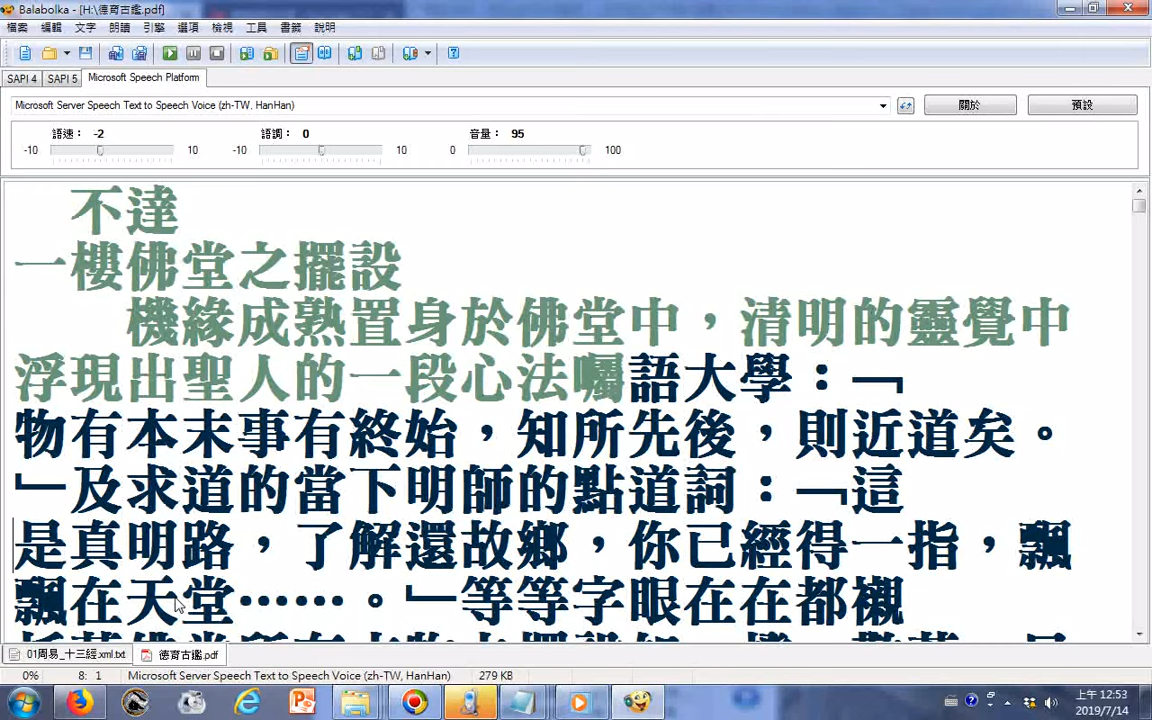 Balabolka - [H:\德育古鑑.pdf]
檔案 編輯 文字 朗讀 引擎 選項 檢視 工具 書籤 說明
SAPI 4 SAPI 5 Microsoft Speech Platform
Microsoft Server Speech Text to Speech Voice (zh-TW, HanHan) 關於 預設
語速： -2 語調： 0 音量： 95
-10 10 -10 10 0 100
不達
一樓佛堂之擺設
機緣成熟置身於佛堂中，清明的靈覺中
浮現出聖人的一段心法囑語大學：﹁
物有本末事有終始，知所先後，則近道矣。
﹂及求道的當下明師的點道詞：﹁這
是真明路，了解還故鄉，你已經得一指，飄
飄在天堂……。﹂等等字眼在在都襯
01周易_十三經.xml.txt 德育古鑑.pdf
0% 8: 1 Microsoft Server Speech Text to Speech Voice (zh-TW, HanHan) 279 KB
上午 12:53
2019/7/14